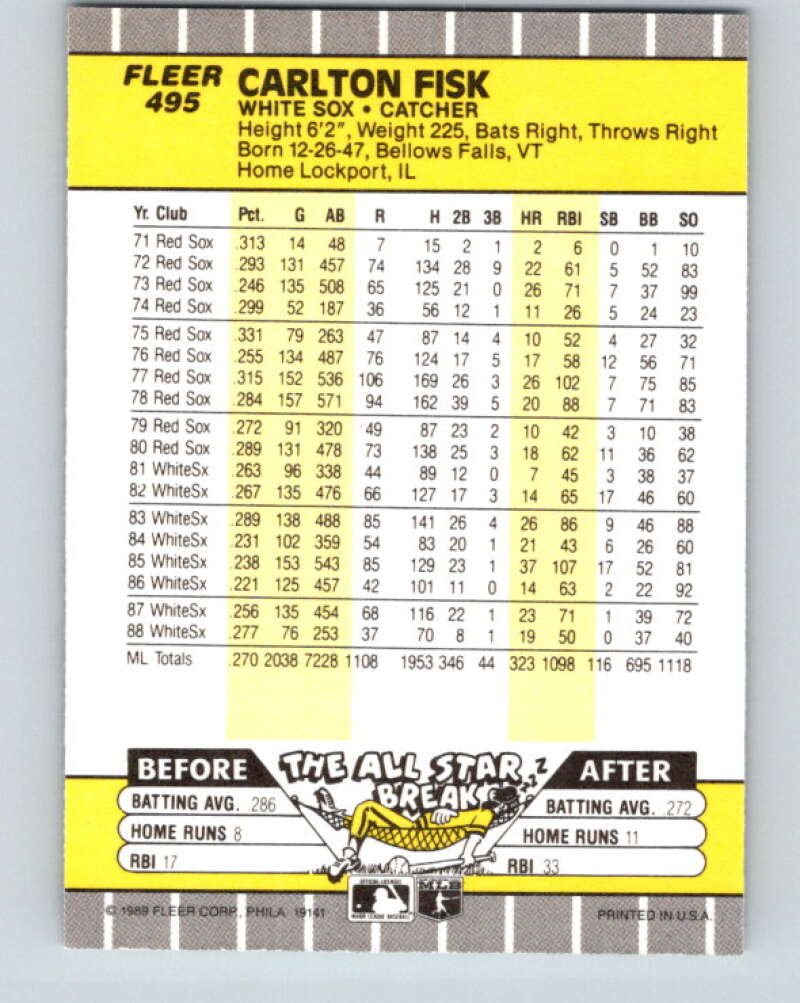 FLEER CARLTON FISK
495 WHITE SOX • CATCHER
Height 6'2", Weight 225, Bats Right, Throws Right
Born 12-26-47, Bellows Falls, VT
Home Lockport, IL
Yr. Club Pct. G AB R H 2B 3B HR RBI SB BB SO
71 Red Sox .313 14 48 7 15 2 1 2 6 0 1 10
72 Red Sox .293 131 457 74 134 28 9 22 61 5 52 83
73 Red Sox .246 135 508 65 125 21 0 26 71 7 37 99
74 Red Sox .299 52 187 36 56 12 1 11 26 5 24 23
75 Red Sox .331 79 263 47 87 14 4 10 52 4 27 32
76 Red Sox .255 134 487 76 124 17 5 17 58 12 56 71
77 Red Sox .315 152 536 106 169 26 3 26 102 7 75 85
78 Red Sox .284 157 571 94 162 39 5 20 88 7 71 83
79 Red Sox .272 91 320 49 87 23 2 10 42 3 10 38
80 Red Sox .289 131 478 73 138 25 3 18 62 11 36 62
81 WhiteSx .263 96 338 44 89 12 0 7 45 3 38 37
82 WhiteSx .267 135 476 66 127 17 3 14 65 17 46 60
83 WhiteSx .289 138 488 85 141 26 4 26 86 9 46 88
84 WhiteSx .231 102 359 54 83 20 1 21 43 6 26 60
85 WhiteSx .238 153 543 85 129 23 1 37 107 17 52 81
86 WhiteSx .221 125 457 42 101 11 0 14 63 2 22 92
87 WhiteSx .256 135 454 68 116 22 1 23 71 1 39 72
88 WhiteSx .277 76 253 37 70 8 1 19 50 0 37 40
ML Totals .270 2038 7228 1108 1953 346 44 323 1098 116 695 1118
BEFORE THE ALL STAR BREAK ZZZ AFTER
BATTING AVG. .286 BATTING AVG. .272
HOME RUNS 8 HOME RUNS 11
RBI 17 RBI 33
© 1989 FLEER CORP., PHILA. 19141 MAJOR LEAGUE BASEBALL MLB PRINTED IN U.S.A.